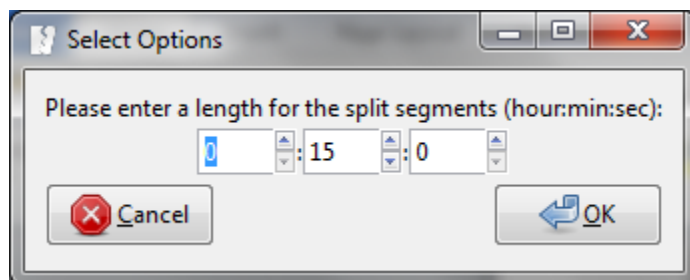 Select Options
Please enter a length for the split segments (hour:min:sec):
0 : 15 : 0
Cancel OK